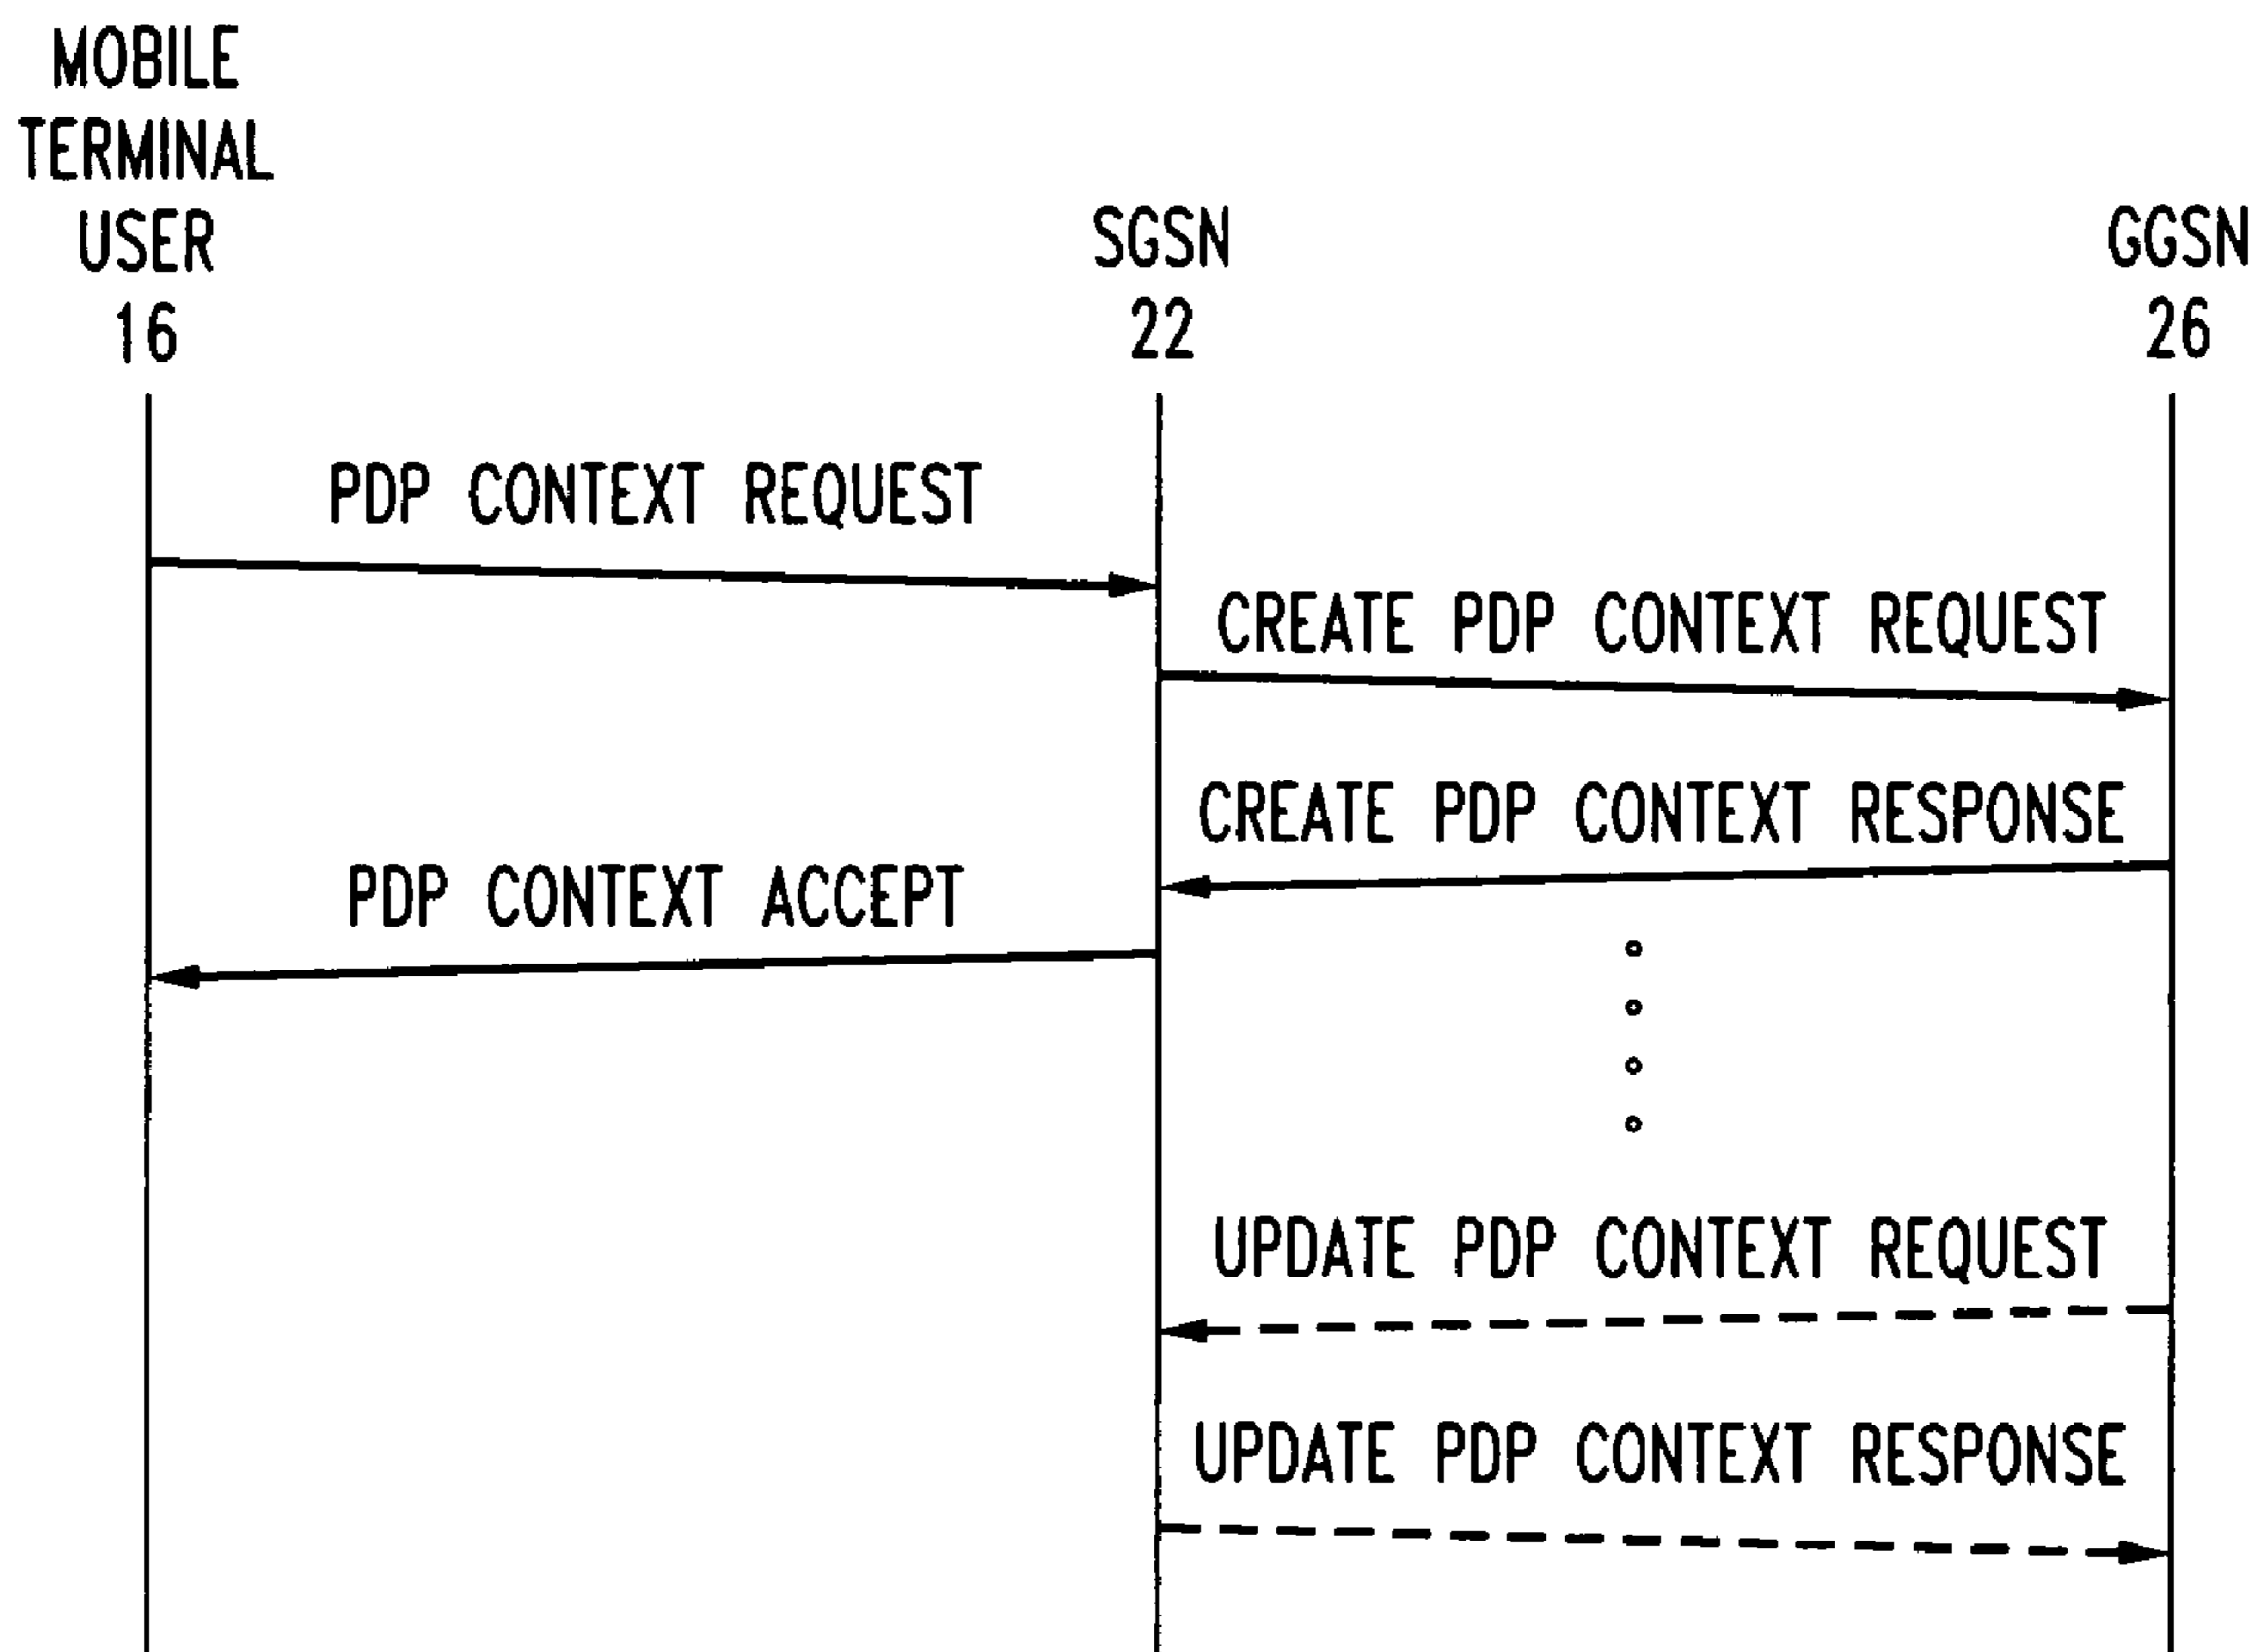 MOBILE
TERMINAL
USER
16
SGSN
22
GGSN
26
PDP CONTEXT REQUEST
CREATE PDP CONTEXT REQUEST
CREATE PDP CONTEXT RESPONSE
PDP CONTEXT ACCEPT
UPDATE PDP CONTEXT REQUEST
UPDATE PDP CONTEXT RESPONSE